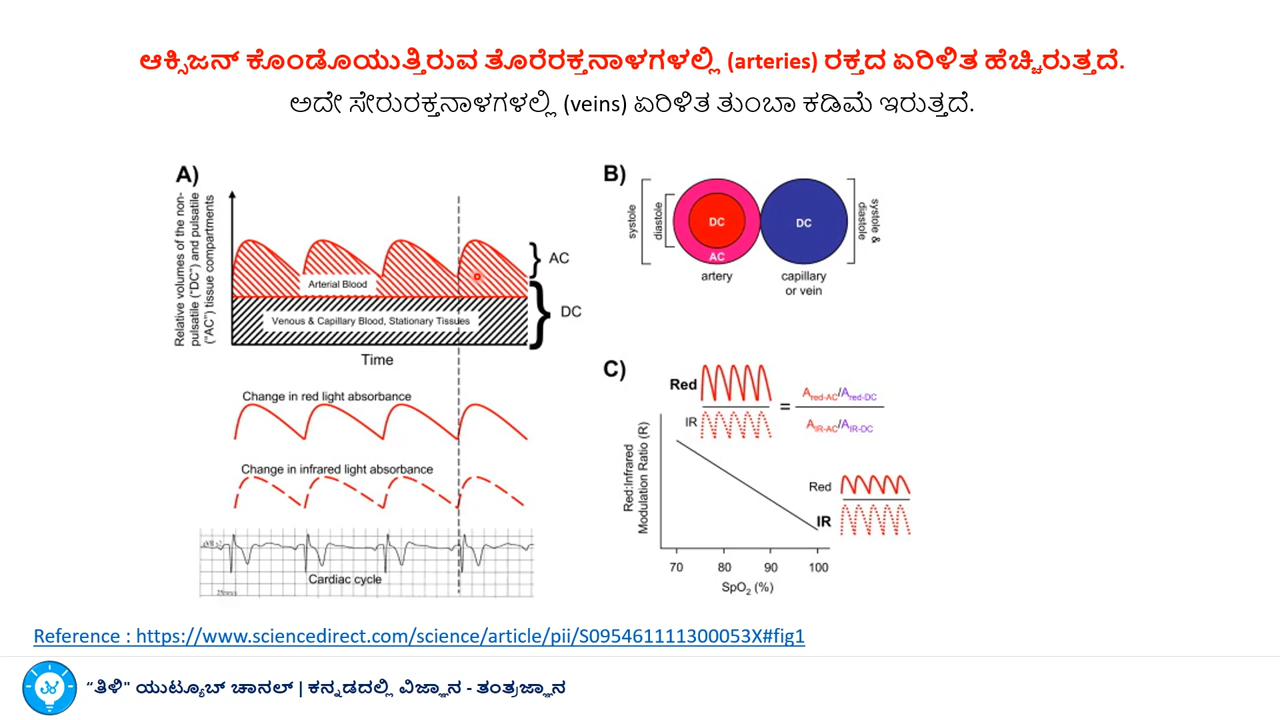 ಆಕ್ಸಿಜನ್ ಕೊಂಡೊಯುತ್ತಿರುವ ತೊರೆರಕ್ತನಾಳಗಳಲ್ಲಿ (arteries) ರಕ್ತದ ಏರಿಳಿತ ಹೆಚ್ಚಿರುತ್ತದೆ.
ಅದೇ ಸೇರುರಕ್ತನಾಳಗಳಲ್ಲಿ (veins) ಏರಿಳಿತ ತುಂಬಾ ಕಡಿಮೆ ಇರುತ್ತದೆ.
A)
Relative volumes of the non-
pulsatile ("DC") and pulsatile
("AC") tissue compartments
Arterial Blood
Venous & Capillary Blood, Stationary Tissues
AC
DC
Time
Change in red light absorbance
Change in infrared light absorbance
Cardiac cycle
B)
systole
diastole
DC
AC
DC
systole &
diastole
artery
capillary
or vein
C)
Red
IR
=
Ared-AC/Ared-DC
AIR-AC/AIR-DC
Red:Infrared
Modulation Ratio (R)
Red
IR
70 80 90 100
SpO2 (%)
Reference : https://www.sciencedirect.com/science/article/pii/S095461111300053X#fig1
“ತಿಳಿ" ಯುಟ್ಯೂಬ್ ಚಾನಲ್ | ಕನ್ನಡದಲ್ಲಿ ವಿಜ್ಞಾನ - ತಂತ್ರಜ್ಞಾನ